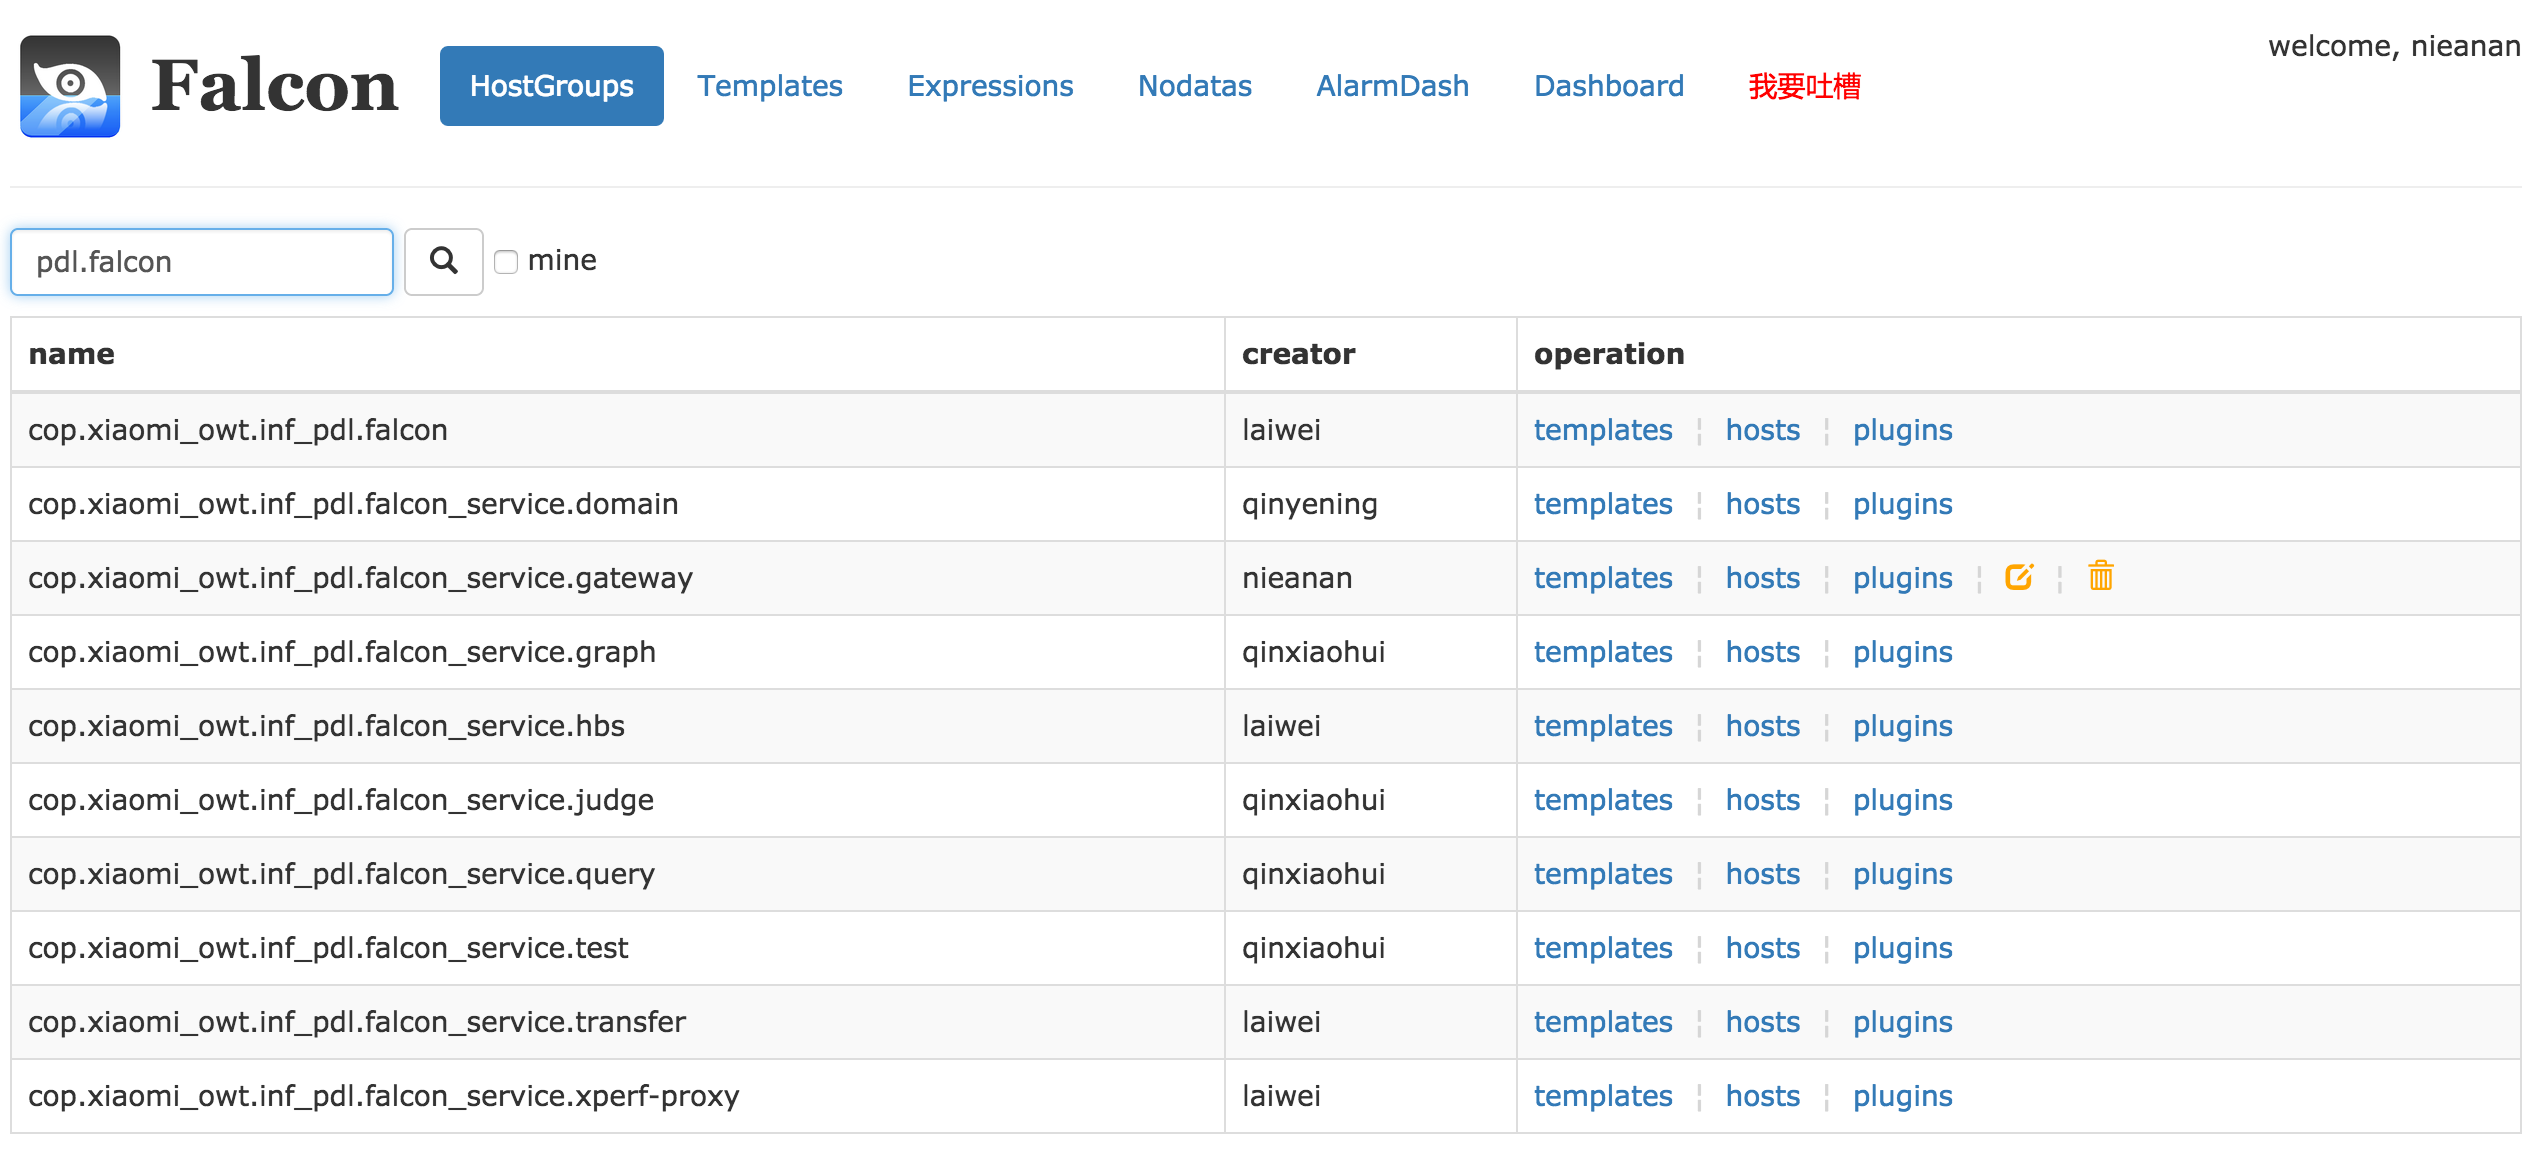 welcome, nieanan
Falcon HostGroups Templates Expressions Nodatas AlarmDash Dashboard 我要吐槽
pdl.falcon mine
name creator operation
cop.xiaomi_owt.inf_pdl.falcon laiwei templates ¦ hosts ¦ plugins
cop.xiaomi_owt.inf_pdl.falcon_service.domain qinyening templates ¦ hosts ¦ plugins
cop.xiaomi_owt.inf_pdl.falcon_service.gateway nieanan templates ¦ hosts ¦ plugins ¦ ¦
cop.xiaomi_owt.inf_pdl.falcon_service.graph qinxiaohui templates ¦ hosts ¦ plugins
cop.xiaomi_owt.inf_pdl.falcon_service.hbs laiwei templates ¦ hosts ¦ plugins
cop.xiaomi_owt.inf_pdl.falcon_service.judge qinxiaohui templates ¦ hosts ¦ plugins
cop.xiaomi_owt.inf_pdl.falcon_service.query qinxiaohui templates ¦ hosts ¦ plugins
cop.xiaomi_owt.inf_pdl.falcon_service.test qinxiaohui templates ¦ hosts ¦ plugins
cop.xiaomi_owt.inf_pdl.falcon_service.transfer laiwei templates ¦ hosts ¦ plugins
cop.xiaomi_owt.inf_pdl.falcon_service.xperf-proxy laiwei templates ¦ hosts ¦ plugins